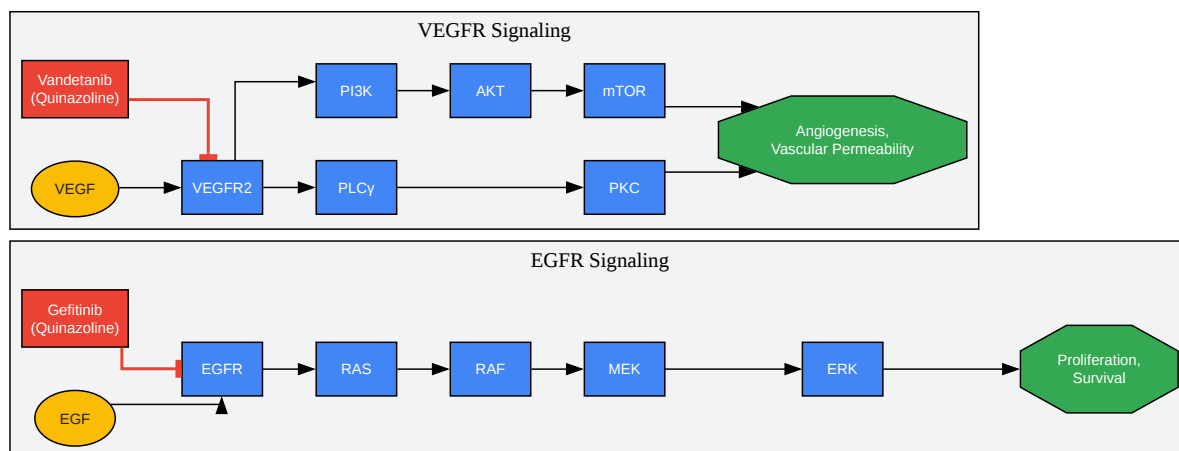 VEGFR Signaling
Vandetanib
(Quinazoline)
PI3K
AKT
mTOR
Angiogenesis,
Vascular Permeability
VEGF
VEGFR2
PLCγ
PKC
EGFR Signaling
Gefitinib
(Quinazoline)
EGFR
RAS
RAF
MEK
ERK
Proliferation,
Survival
EGF